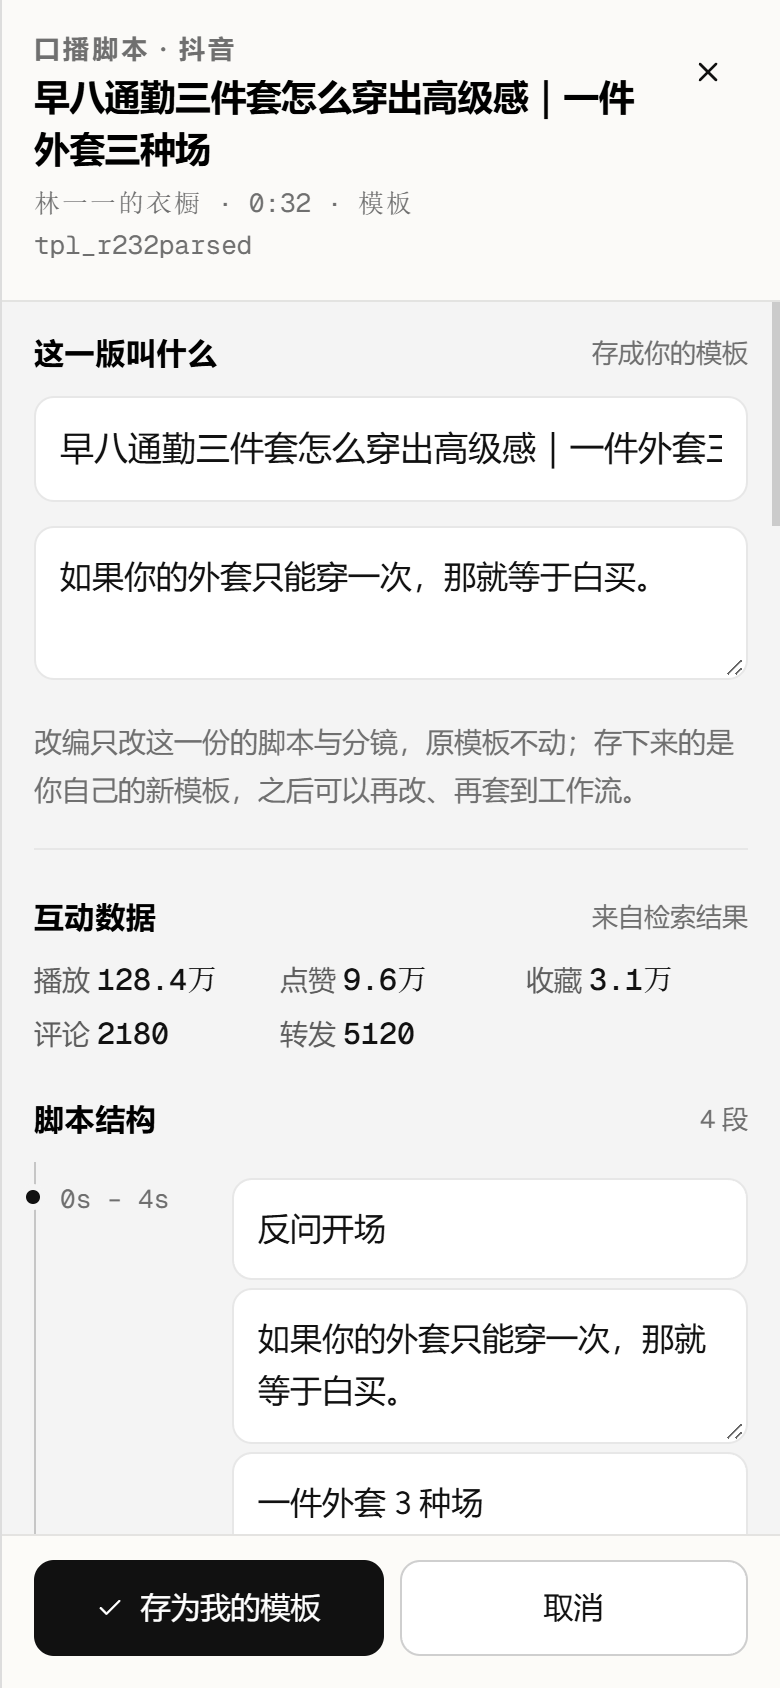 口播脚本 · 抖音
早八通勤三件套怎么穿出高级感｜一件
外套三种场
林一一的衣橱 · 0:32 · 模板
tpl_r232parsed
这一版叫什么
存成你的模板
早八通勤三件套怎么穿出高级感｜一件外套
如果你的外套只能穿一次，那就等于白买。
改编只改这一份的脚本与分镜，原模板不动；存下来的是
你自己的新模板，之后可以再改、再套到工作流。
互动数据
来自检索结果
播放 128.4万 点赞 9.6万 收藏 3.1万
评论 2180 转发 5120
脚本结构
4 段
0s – 4s
反问开场
如果你的外套只能穿一次，那就
等于白买。
一件外套 3 种场
存为我的模板
取消